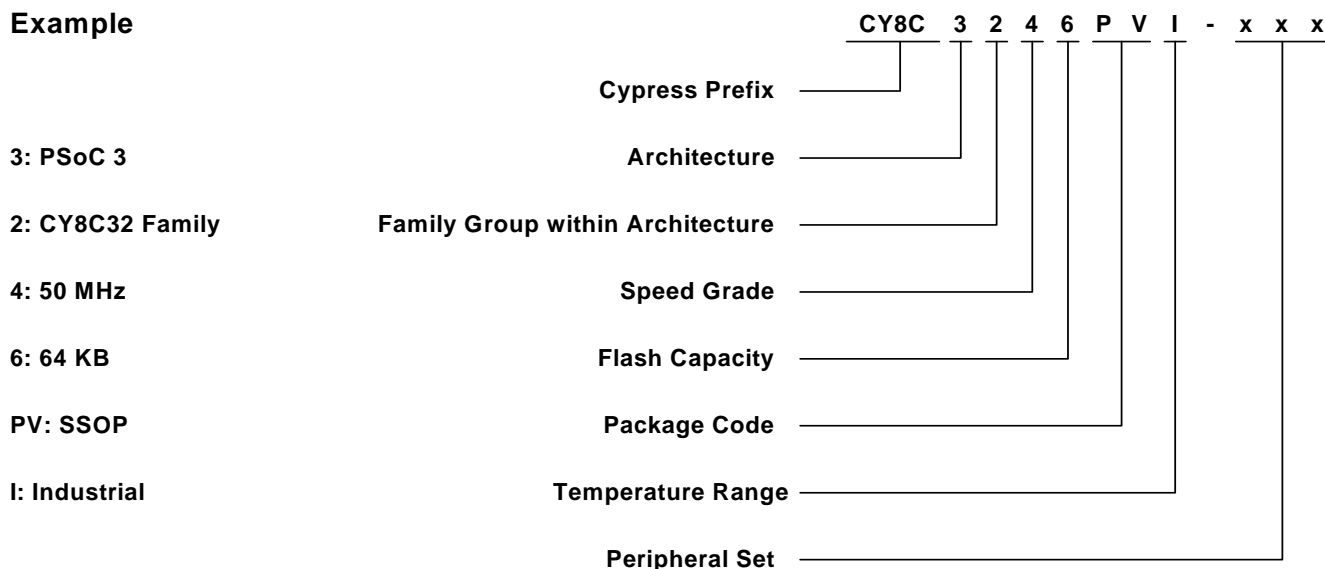 Example CY8C 3 2 4 6 P V I - x x x
Cypress Prefix
3: PSoC 3 Architecture
2: CY8C32 Family Family Group within Architecture
4: 50 MHz Speed Grade
6: 64 KB Flash Capacity
PV: SSOP Package Code
I: Industrial Temperature Range
Peripheral Set